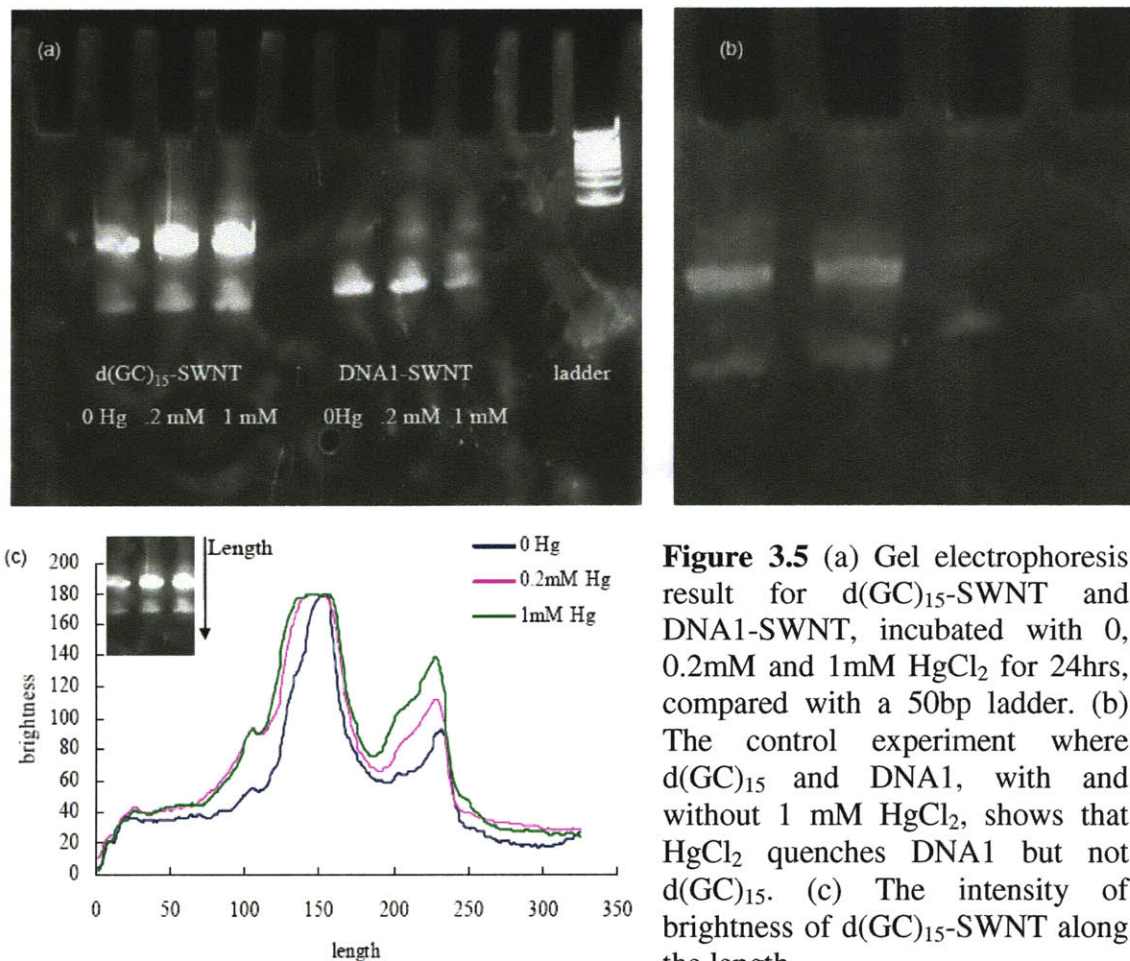 (a)
d(GC)₁₅-SWNT DNA1-SWNT ladder
0 Hg .2 mM 1 mM 0Hg .2 mM 1 mM
(b)
(c)
Length
0 Hg
0.2mM Hg
1mM Hg
brightness
200
180
160
140
120
100
80
60
40
20
0
0 50 100 150 200 250 300 350
length
Figure 3.5 (a) Gel electrophoresis
result for d(GC)₁₅-SWNT and
DNA1-SWNT, incubated with 0,
0.2mM and 1mM HgCl₂ for 24hrs,
compared with a 50bp ladder. (b)
The control experiment where
d(GC)₁₅ and DNA1, with and
without 1 mM HgCl₂, shows that
HgCl₂ quenches DNA1 but not
d(GC)₁₅. (c) The intensity of
brightness of d(GC)₁₅-SWNT along
the length